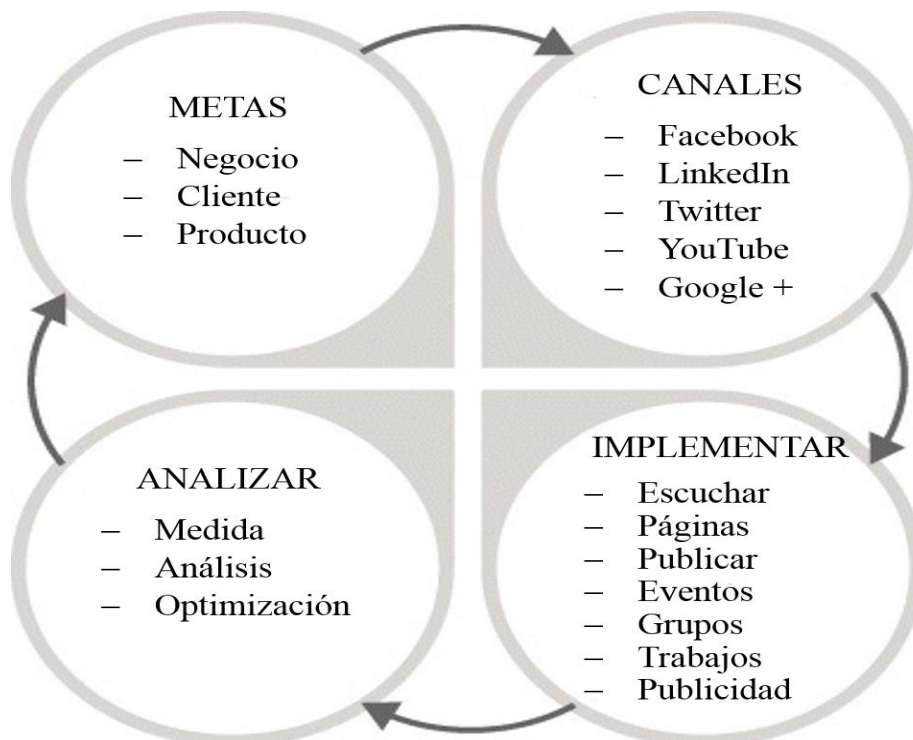 METAS
– Negocio
– Cliente
– Producto
CANALES
– Facebook
– LinkedIn
– Twitter
– YouTube
– Google +
IMPLEMENTAR
– Escuchar
– Páginas
– Publicar
– Eventos
– Grupos
– Trabajos
– Publicidad
ANALIZAR
– Medida
– Análisis
– Optimización